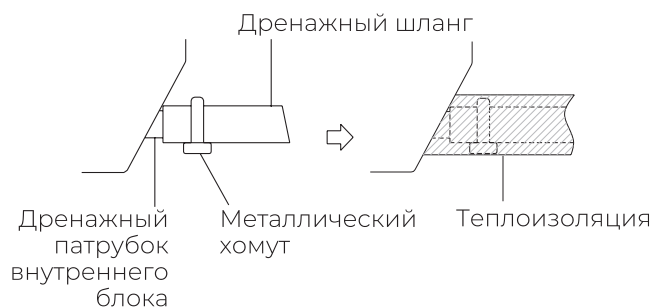 Дренажный шланг
Дренажный
патрубок
внутреннего
блока
Металлический
хомут
Теплоизоляция